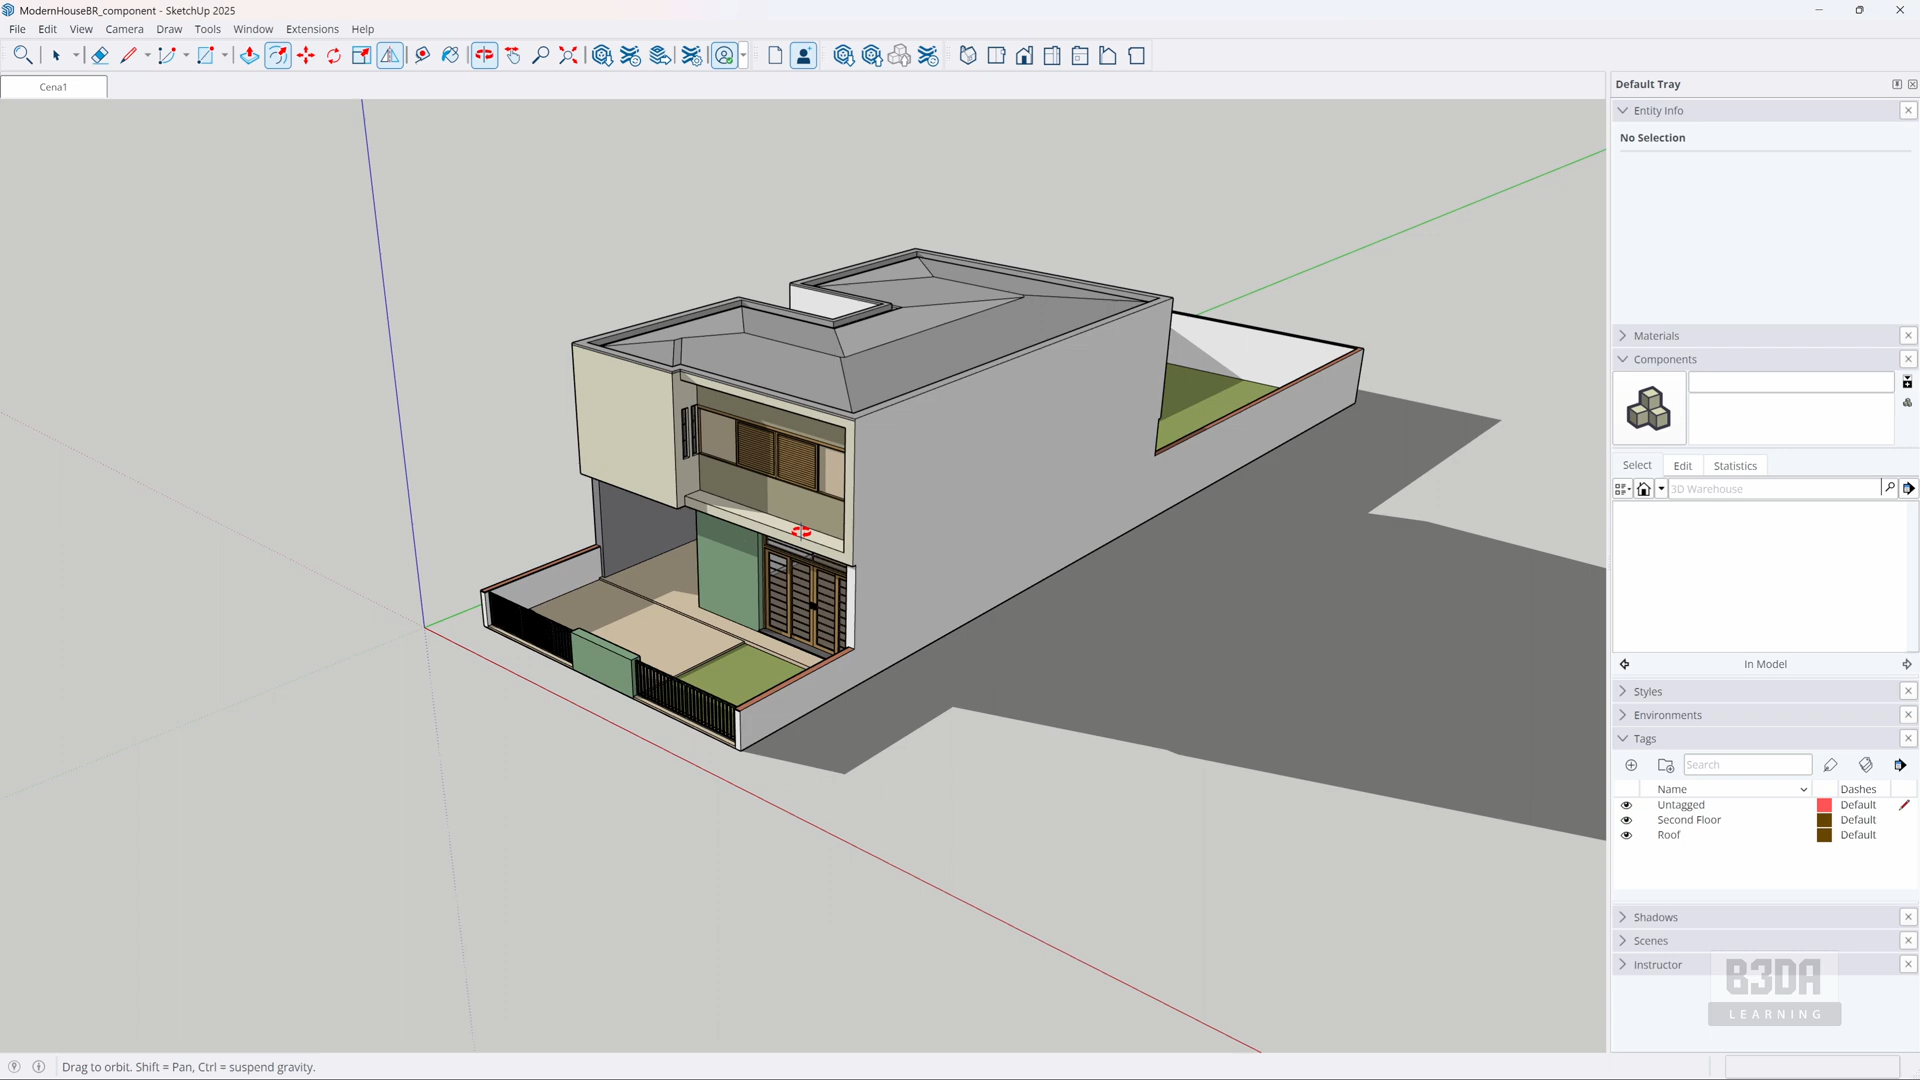 ModernHouseBR_component - SketchUp 2025
File Edit View Camera Draw Tools Window Extensions Help
Cena1
Default Tray
Entity Info
No Selection
Materials
Components
Select Edit Statistics
3D Warehouse
In Model
Styles
Environments
Tags
Search
Name Dashes
Untagged Default
Second Floor Default
Roof Default
Shadows
Scenes
Instructor
B3DA
LEARNING
Drag to orbit. Shift = Pan, Ctrl = suspend gravity.